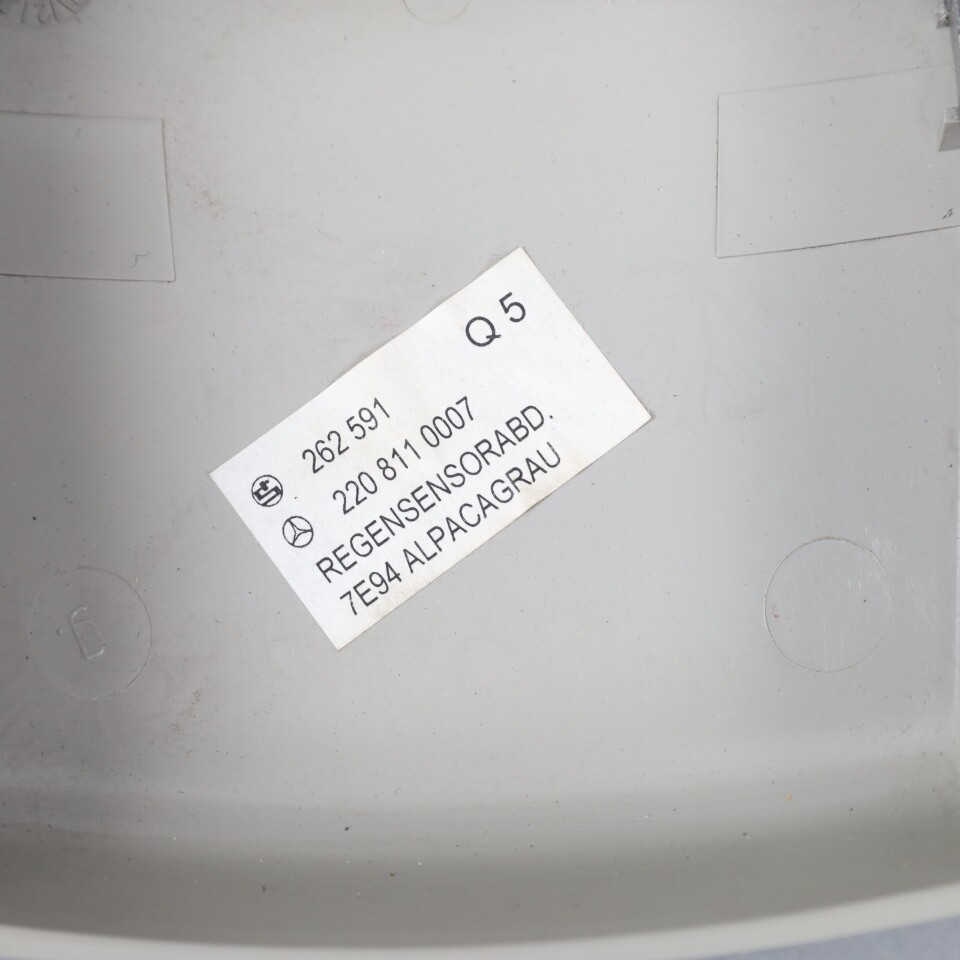 Q 5
262 591
220 811 0007
REGENSENSORABD.
7E94 ALPACAGRAU